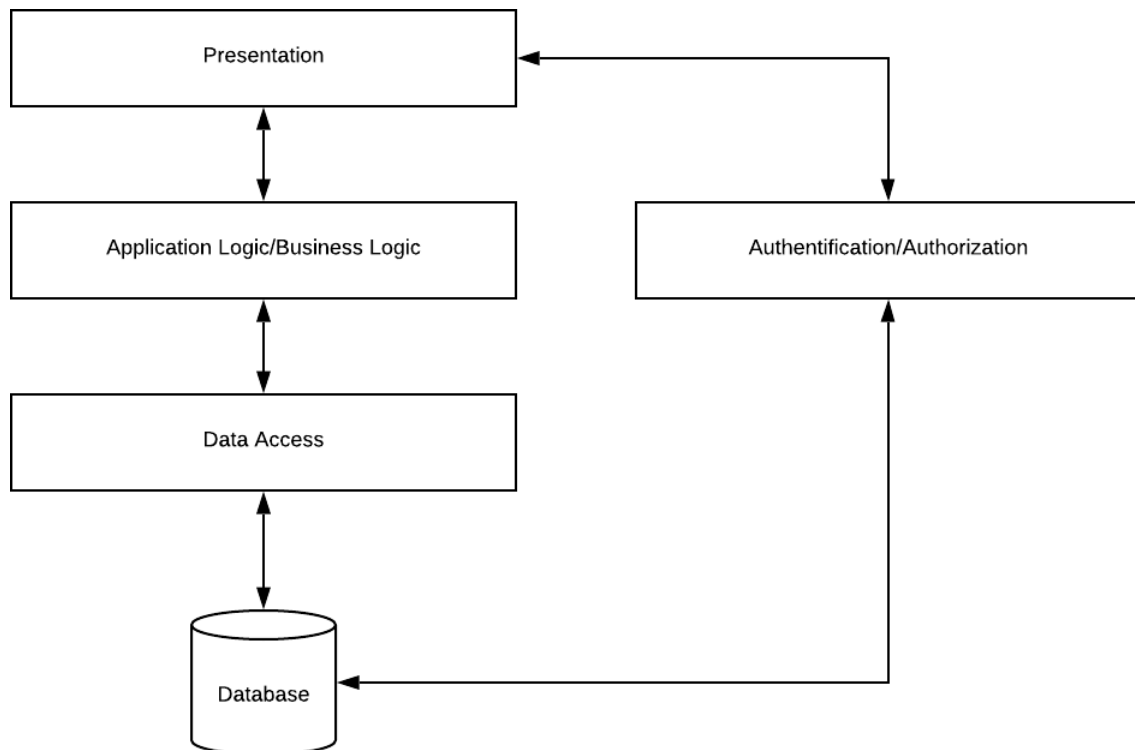 Presentation
Application Logic/Business Logic
Authentification/Authorization
Data Access
Database